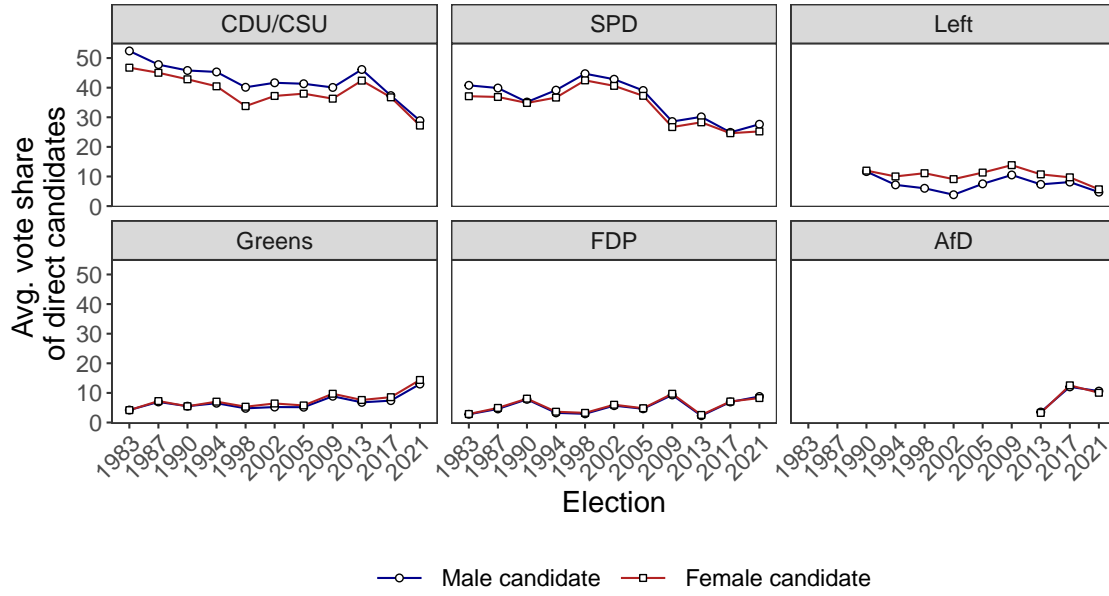 CDU/CSU SPD Left
50
40
30
20
10
0
Greens FDP AfD
50
40
30
20
10
0
Avg. vote share
of direct candidates
1983 1987 1990 1994 1998 2002 2005 2009 2013 2017 2021 1983 1987 1990 1994 1998 2002 2005 2009 2013 2017 2021 1983 1987 1990 1994 1998 2002 2005 2009 2013 2017 2021
Election
Male candidate Female candidate